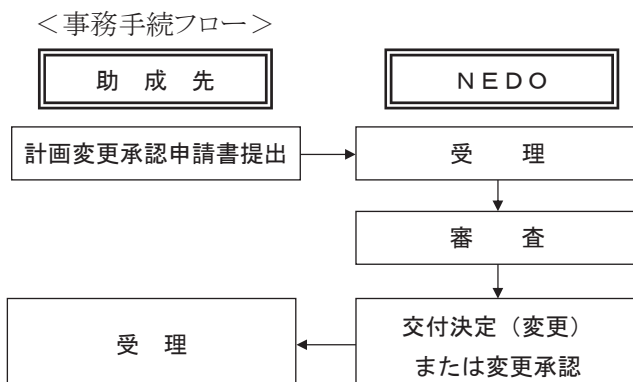 ＜事務手続フロー＞
助 成 先
ＮＥＤＯ
計画変更承認申請書提出
受 理
審 査
交付決定（変更）
または変更承認
受 理